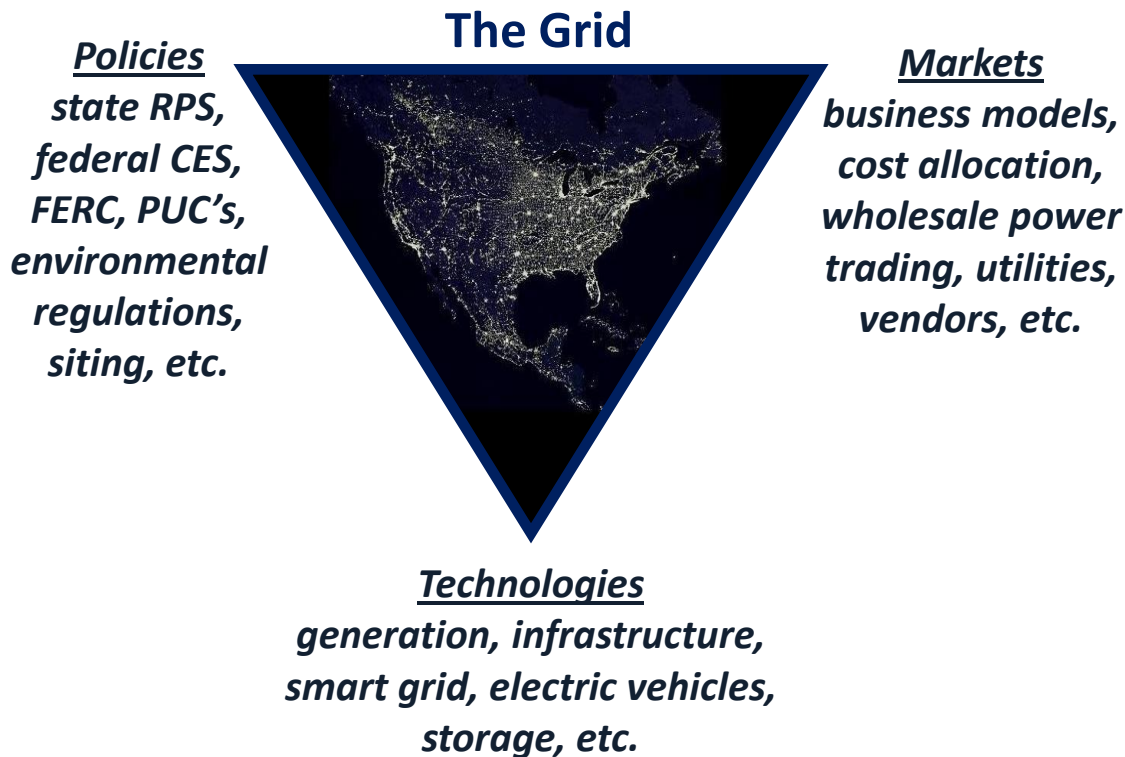 The Grid
Policies
state RPS,
federal CES,
FERC, PUC’s,
environmental
regulations,
siting, etc.
Markets
business models,
cost allocation,
wholesale power
trading, utilities,
vendors, etc.
Technologies
generation, infrastructure,
smart grid, electric vehicles,
storage, etc.